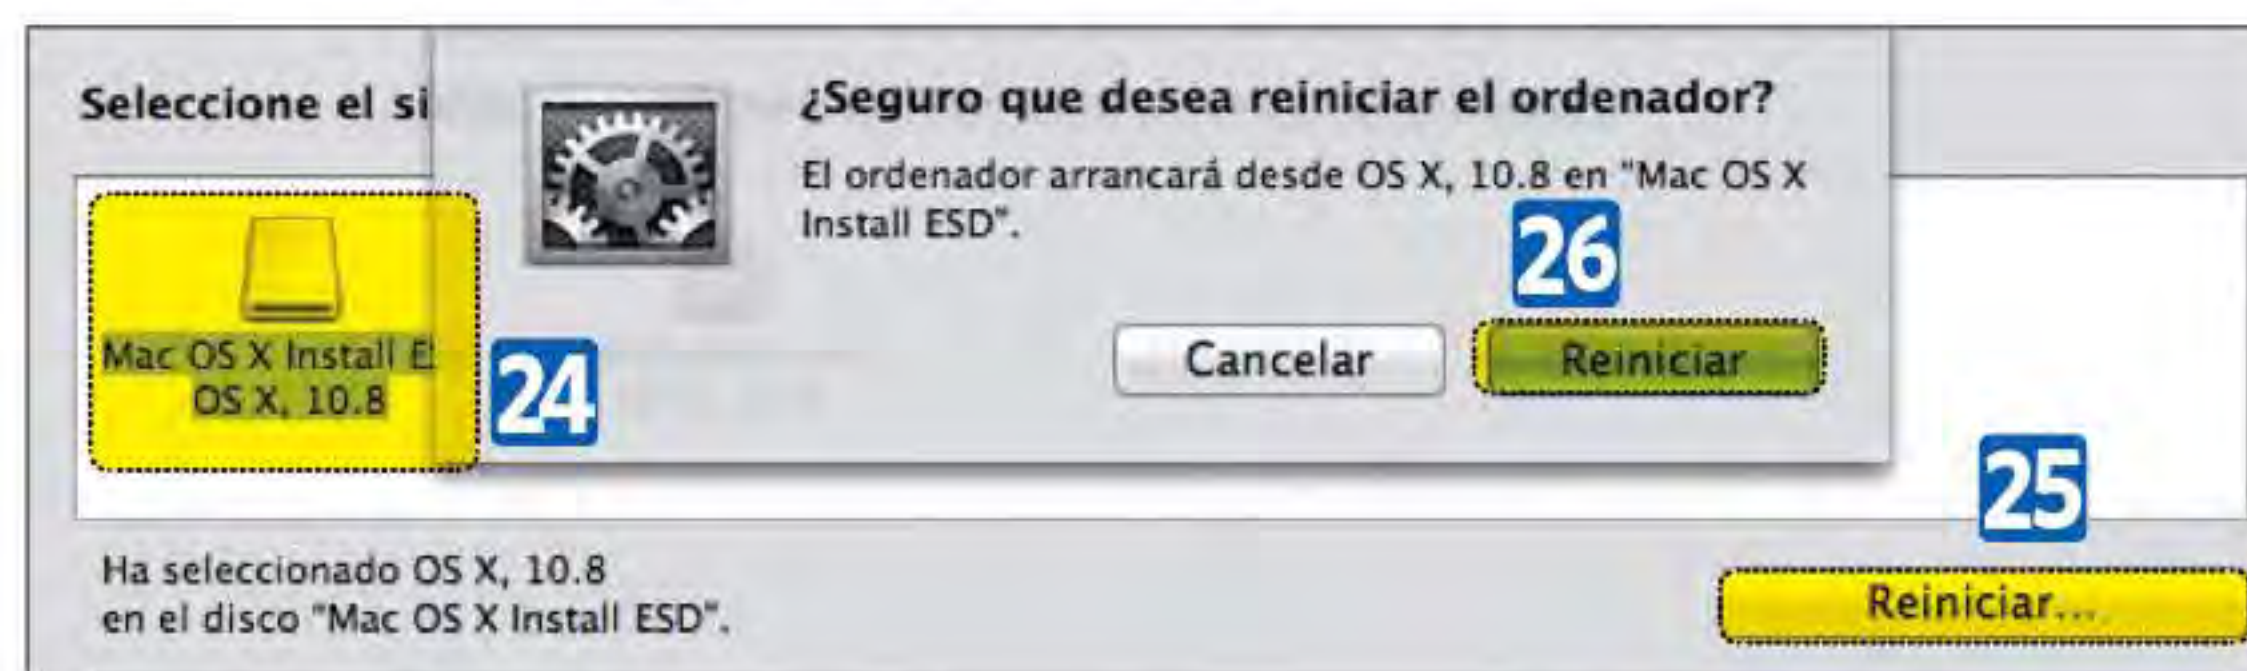 Seleccione el si
¿Seguro que desea reiniciar el ordenador?
El ordenador arrancará desde OS X, 10.8 en "Mac OS X
Install ESD".
26
Cancelar
Reiniciar
Mac OS X Install E
OS X, 10.8
24
25
Ha seleccionado OS X, 10.8
en el disco "Mac OS X Install ESD".
Reiniciar...